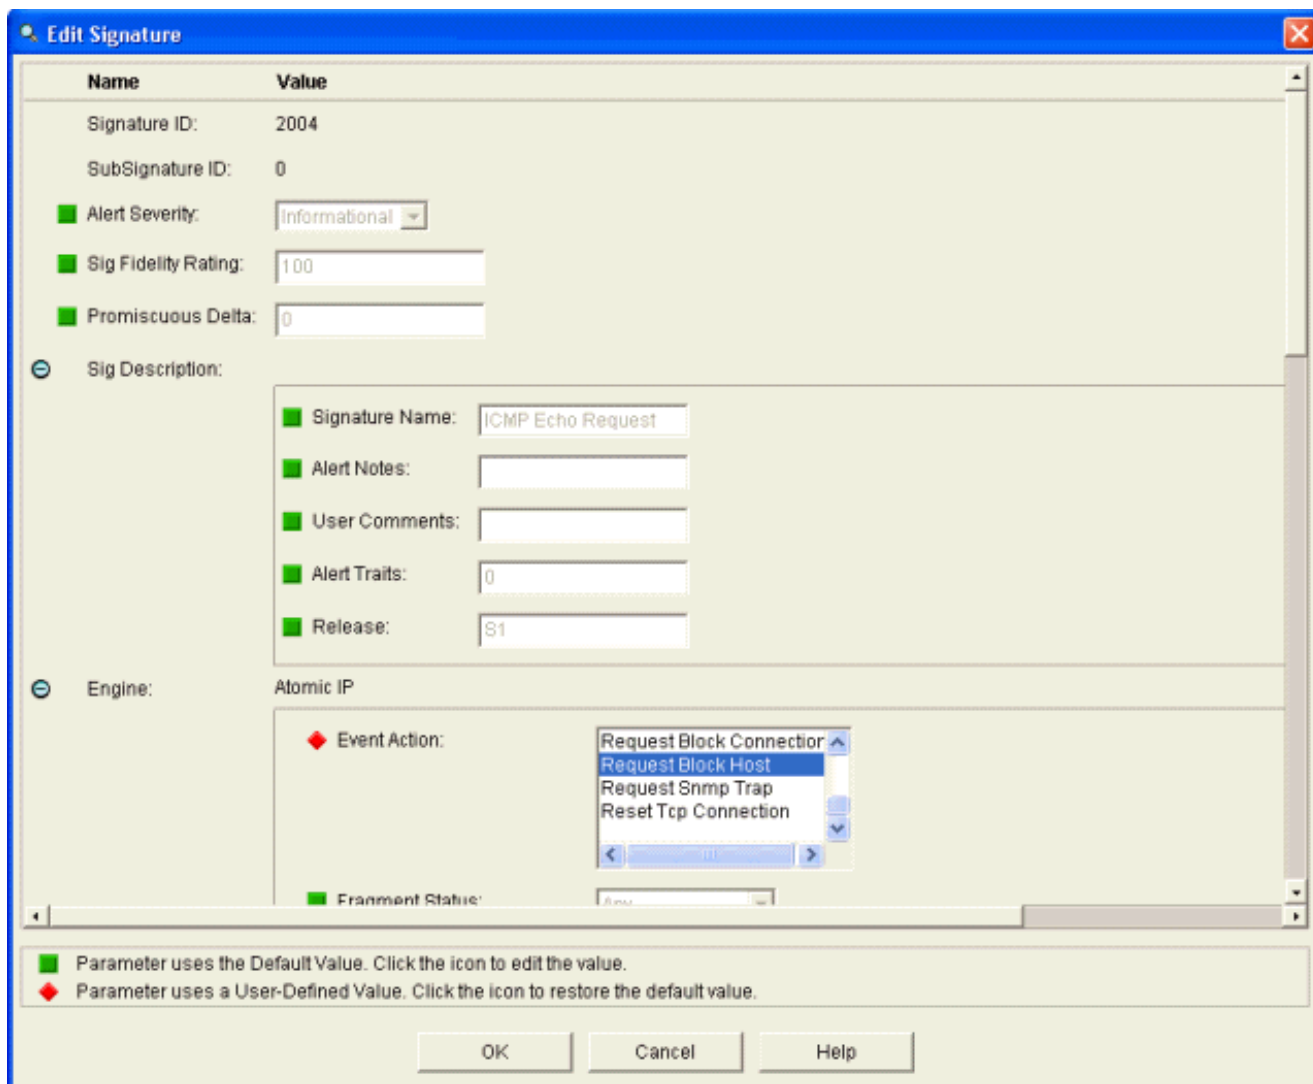 Edit Signature
Name Value
Signature ID: 2004
SubSignature ID: 0
Alert Severity: Informational
Sig Fidelity Rating: 100
Promiscuous Delta: 0
Sig Description:
Signature Name: ICMP Echo Request
Alert Notes:
User Comments:
Alert Traits: 0
Release: S1
Engine: Atomic IP
Event Action: Request Block Connection
Request Block Host
Request Snmp Trap
Reset Tcp Connection
Fragment Status: Any
Parameter uses the Default Value. Click the icon to edit the value.
Parameter uses a User-Defined Value. Click the icon to restore the default value.
OK Cancel Help